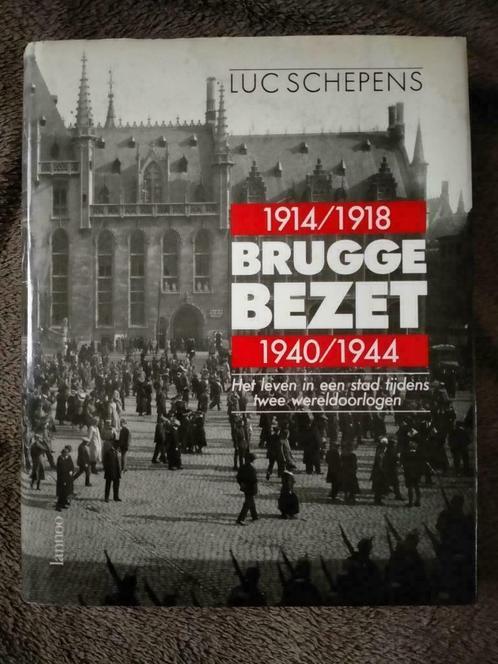 LUC SCHEPENS
1914/1918
BRUGGE
BEZET
1940/1944
Het leven in een stad tijdens
twee wereldoorlogen
lannoo